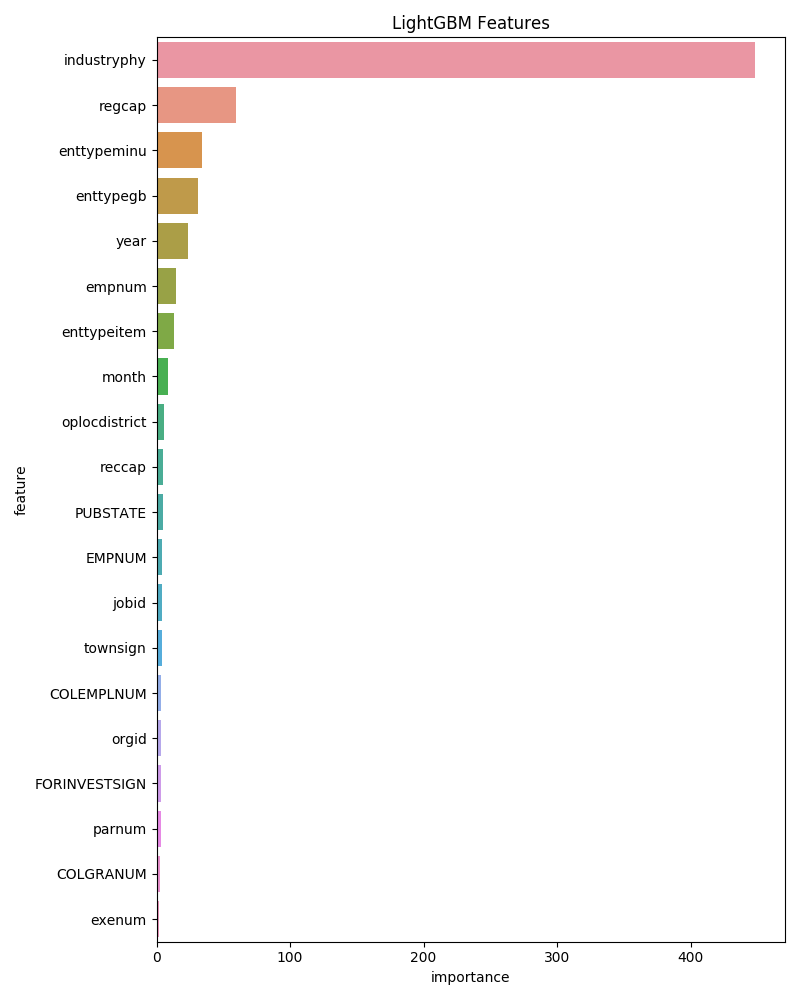 LightGBM Features
feature
industryphy
regcap
enttypeminu
enttypegb
year
empnum
enttypeitem
month
oplocdistrict
reccap
PUBSTATE
EMPNUM
jobid
townsign
COLEMPLNUM
orgid
FORINVESTSIGN
parnum
COLGRANUM
exenum
0 100 200 300 400
importance